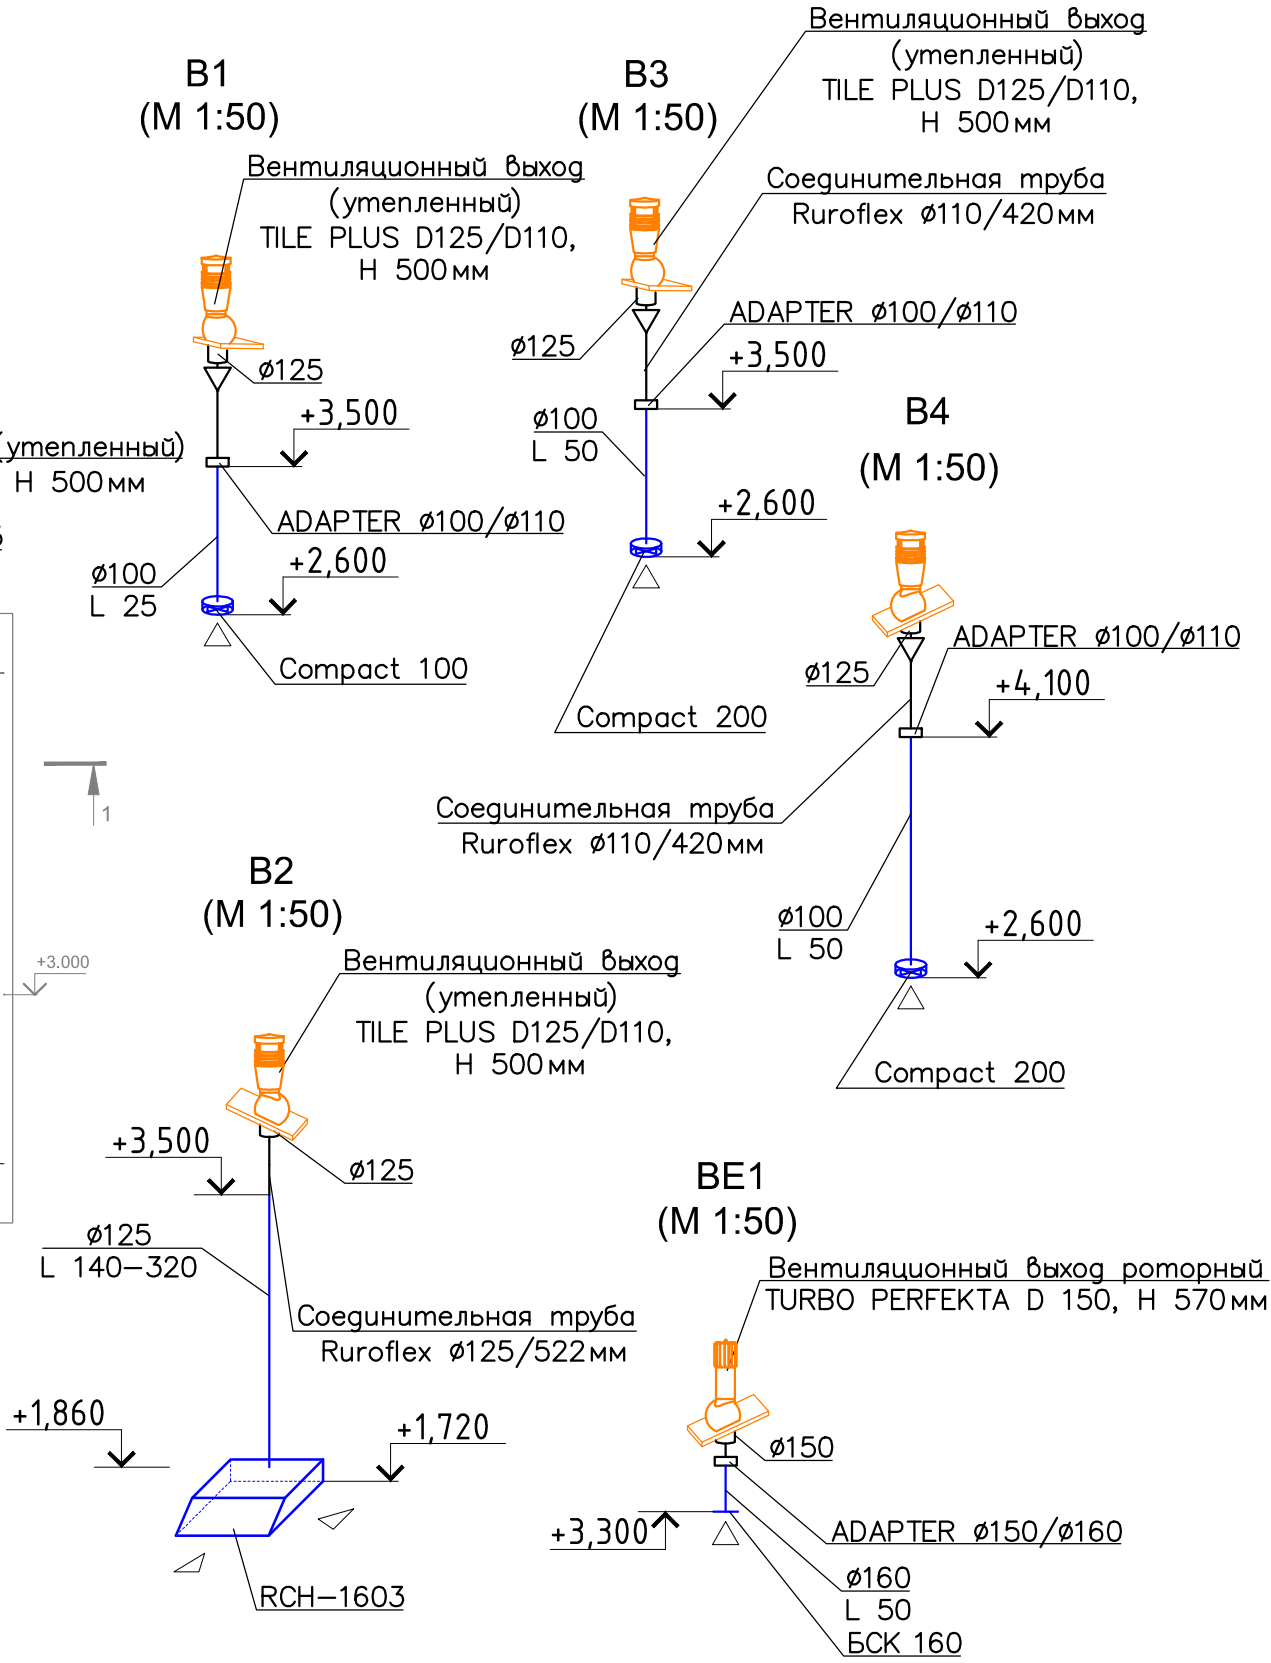 В1
(М 1:50)
Вентиляционный выход
(утепленный)
TILE PLUS D125/D110,
Н 500мм
ø125
+3,500
(утепленный)
Н 500мм
ADAPTER ø100/ø110
ø100
L 25
+2,600
Compact 100
В3
(М 1:50)
Вентиляционный выход
(утепленный)
TILE PLUS D125/D110,
Н 500мм
Соединительная труба
Ruroflex ø110/420мм
ADAPTER ø100/ø110
ø125
+3,500
ø100
L 50
+2,600
Compact 200
В4
(М 1:50)
ADAPTER ø100/ø110
ø125
+4,100
Соединительная труба
Ruroflex ø110/420мм
ø100
L 50
+2,600
Compact 200
1
+3.000
В2
(М 1:50)
Вентиляционный выход
(утепленный)
TILE PLUS D125/D110,
Н 500мм
+3,500
ø125
ø125
L 140-320
Соединительная труба
Ruroflex ø125/522мм
+1,860
+1,720
RCH-1603
ВЕ1
(М 1:50)
Вентиляционный выход роторный
TURBO PERFEKTA D 150, Н 570мм
ø150
+3,300
ADAPTER ø150/ø160
ø160
L 50
БСК 160